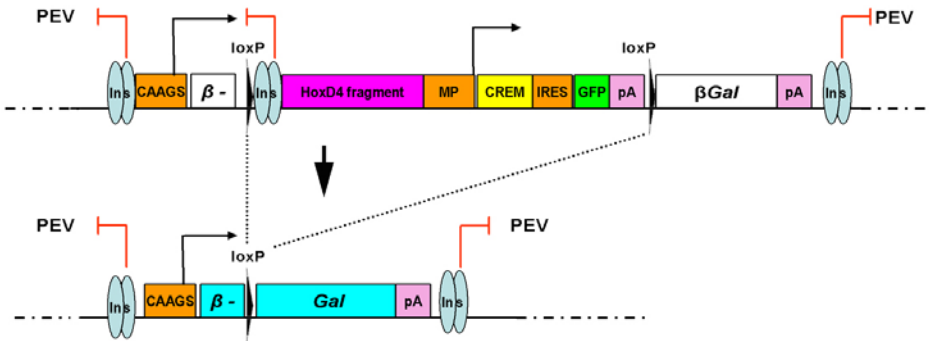 PEV PEV
loxP loxP
Ins CAAGS β - Ins HoxD4 fragment MP CREM IRES GFP pA βGal pA Ins
PEV PEV
loxP
Ins CAAGS β - Gal pA Ins